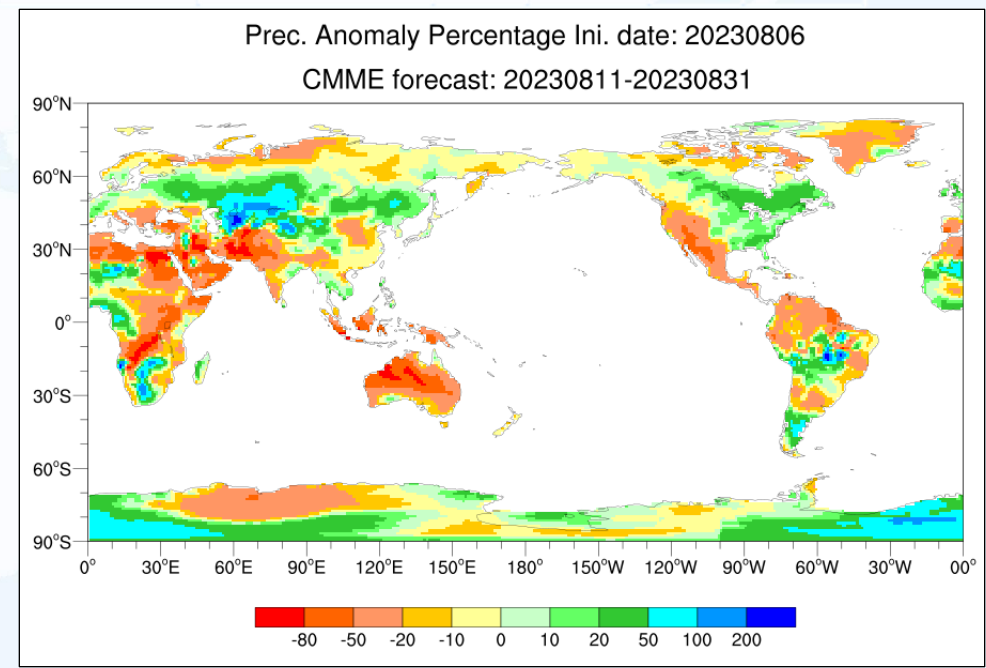 Prec. Anomaly Percentage Ini. date: 20230806
CMME forecast: 20230811-20230831
90°N
60°N
30°N
0°
30°S
60°S
90°S
0° 30°E 60°E 90°E 120°E 150°E 180° 150°W 120°W 90°W 60°W 30°W 00°
-80 -50 -20 -10 0 10 20 50 100 200